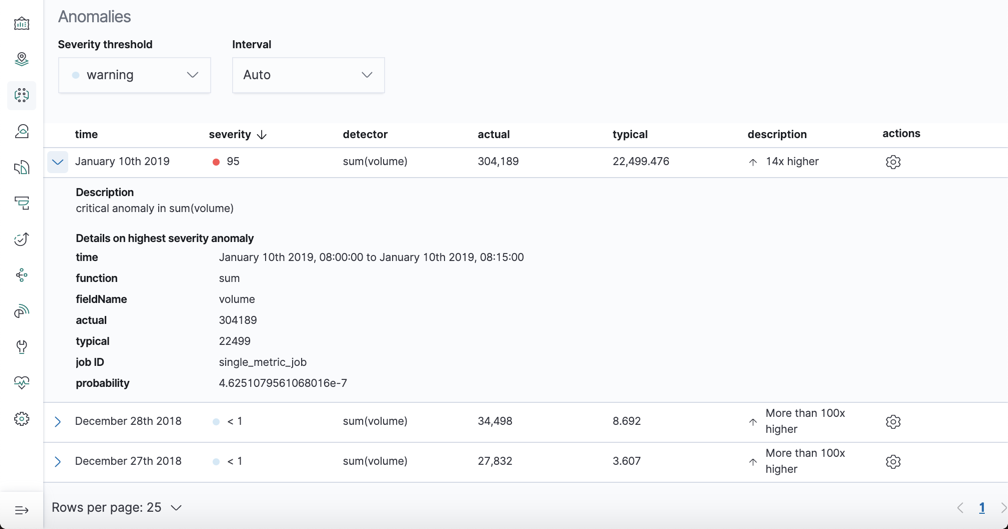 Anomalies
Severity threshold Interval
warning Auto
time severity detector actual typical description actions
January 10th 2019 95 sum(volume) 304,189 22,499.476 14x higher
Description
critical anomaly in sum(volume)
Details on highest severity anomaly
time January 10th 2019, 08:00:00 to January 10th 2019, 08:15:00
function sum
fieldName volume
actual 304189
typical 22499
job ID single_metric_job
probability 4.6251079561068016e-7
December 28th 2018 < 1 sum(volume) 34,498 8.692 More than 100x
higher
December 27th 2018 < 1 sum(volume) 27,832 3.607 More than 100x
higher
Rows per page: 25 1